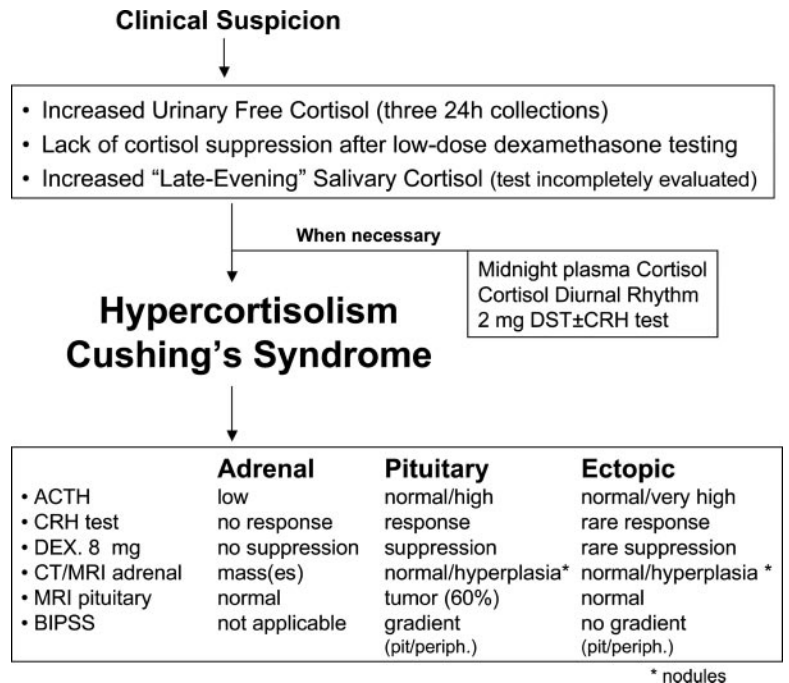 Clinical Suspicion
• Increased Urinary Free Cortisol (three 24h collections)
• Lack of cortisol suppression after low-dose dexamethasone testing
• Increased “Late-Evening” Salivary Cortisol (test incompletely evaluated)
When necessary
Midnight plasma Cortisol
Cortisol Diurnal Rhythm
2 mg DST±CRH test
Hypercortisolism
Cushing’s Syndrome
Adrenal Pituitary Ectopic
• ACTH low normal/high normal/very high
• CRH test no response response rare response
• DEX. 8 mg no suppression suppression rare suppression
• CT/MRI adrenal mass(es) normal/hyperplasia* normal/hyperplasia *
• MRI pituitary normal tumor (60%) normal
• BIPSS not applicable gradient no gradient
(pit/periph.) (pit/periph.)
* nodules